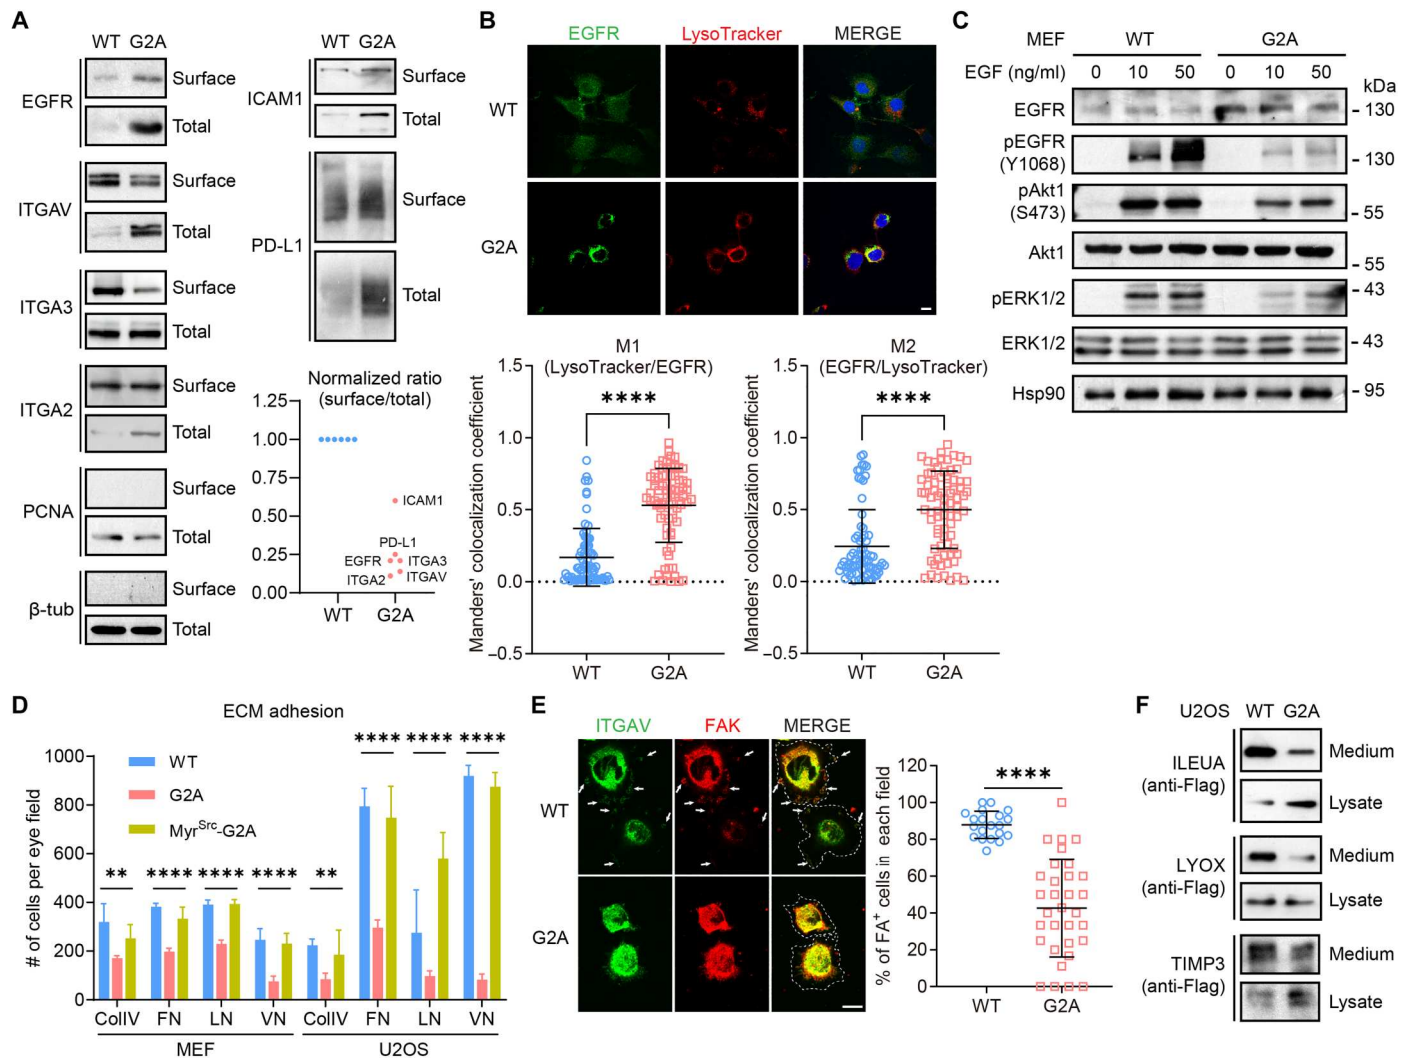 A
WT G2A
EGFR
Surface
Total
ITGAV
Surface
Total
ITGA3
Surface
Total
ITGA2
Surface
Total
PCNA
Surface
Total
β-tub
Surface
Total
WT G2A
ICAM1
Surface
Total
PD-L1
Surface
Total
Normalized ratio
(surface/total)
1.25
1.00
0.75
0.50
0.25
0.00
ICAM1
PD-L1
EGFR ITGA3
ITGA2 ITGAV
WT G2A
B
EGFR LysoTracker MERGE
WT
G2A
M1
(LysoTracker/EGFR)
Manders' colocalization coefficient
1.5
1.0
0.5
0.0
–0.5
****
WT G2A
M2
(EGFR/LysoTracker)
Manders' colocalization coefficient
1.5
1.0
0.5
0.0
–0.5
****
WT G2A
C
MEF WT G2A
EGF (ng/ml) 0 10 50 0 10 50
kDa
EGFR - 130
pEGFR
(Y1068) - 130
pAkt1
(S473) - 55
Akt1 - 55
pERK1/2 - 43
ERK1/2 - 43
Hsp90 - 95
D
ECM adhesion
# of cells per eye field
1000
800
600
400
200
0
WT
G2A
MyrSrc-G2A
** **** **** **** ** **** **** ****
ColIV FN LN VN ColIV FN LN VN
MEF U2OS
E
ITGAV FAK MERGE
WT
G2A
% of FA+ cells in each field
120
100
80
60
40
20
0
****
WT G2A
F
U2OS WT G2A
ILEUA
(anti-Flag)
Medium
Lysate
LYOX
(anti-Flag)
Medium
Lysate
TIMP3
(anti-Flag)
Medium
Lysate